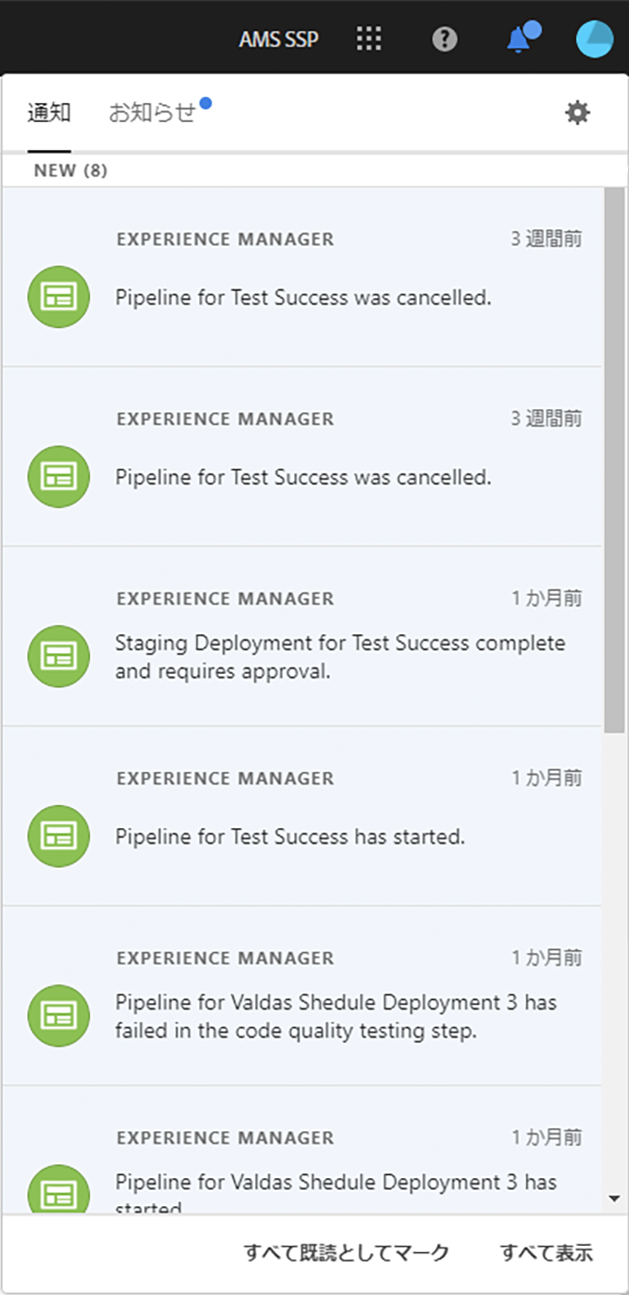 AMS SSP
通知 お知らせ
NEW (8)
EXPERIENCE MANAGER 3 週間前
Pipeline for Test Success was cancelled.
EXPERIENCE MANAGER 3 週間前
Pipeline for Test Success was cancelled.
EXPERIENCE MANAGER 1 か月前
Staging Deployment for Test Success complete
and requires approval.
EXPERIENCE MANAGER 1 か月前
Pipeline for Test Success has started.
EXPERIENCE MANAGER 1 か月前
Pipeline for Valdas Shedule Deployment 3 has
failed in the code quality testing step.
EXPERIENCE MANAGER 1 か月前
Pipeline for Valdas Shedule Deployment 3 has
started
すべて既読としてマーク すべて表示